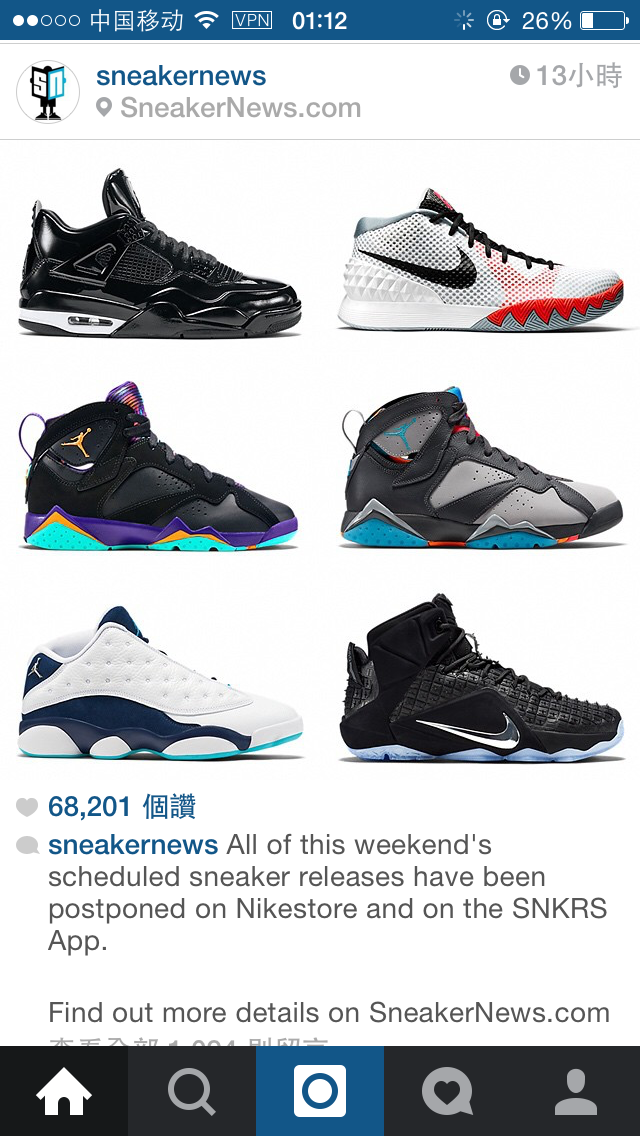 中国移动 VPN 01:12 26%
sneakernews 13小時
SneakerNews.com
68,201 個讚
sneakernews All of this weekend's
scheduled sneaker releases have been
postponed on Nikestore and on the SNKRS
App.
Find out more details on SneakerNews.com